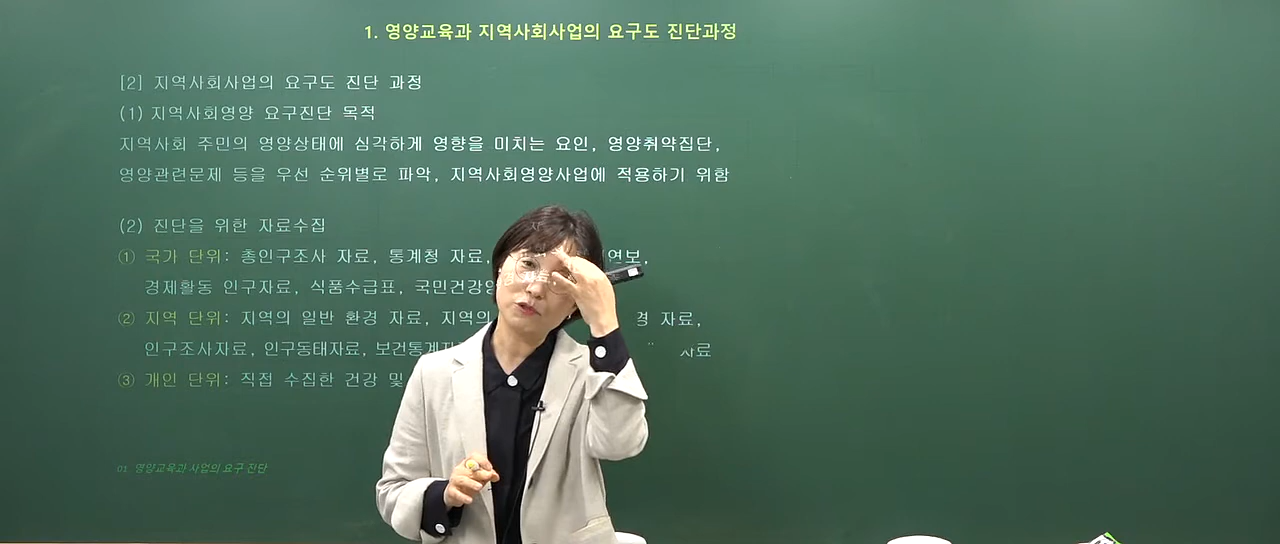 1. 영양교육과 지역사회사업의 요구도 진단과정
[2] 지역사회사업의 요구도 진단 과정
(1) 지역사회영양 요구진단 목적
지역사회 주민의 영양상태에 심각하게 영향을 미치는 요인, 영양취약집단,
영양관련문제 등을 우선 순위별로 파악, 지역사회영양사업에 적용하기 위함
(2) 진단을 위한 자료수집
① 국가 단위: 총인구조사 자료, 통계청 자료, 연보,
경제활동 인구자료, 식품수급표, 국민건강영
② 지역 단위: 지역의 일반 환경 자료, 지역의 경 자료,
인구조사자료, 인구동태자료, 보건통계자 자료
③ 개인 단위: 직접 수집한 건강 및
01 영양교육과 사업의 요구 진단